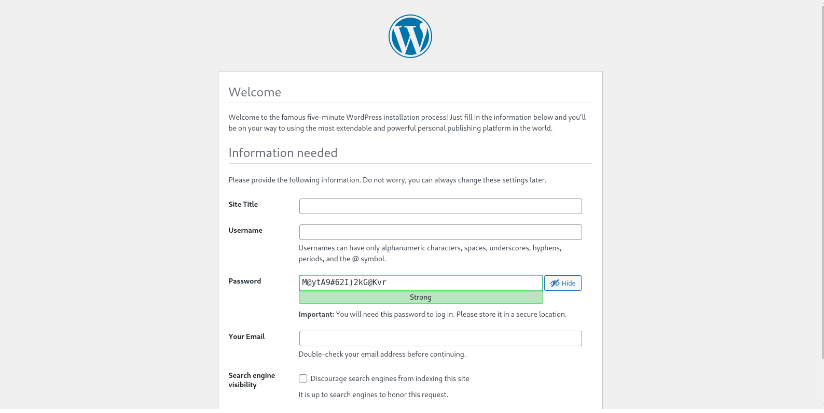 Welcome
Welcome to the famous five-minute WordPress installation process! Just fill in the information below and you'll
be on your way to using the most extendable and powerful personal publishing platform in the world.
Information needed
Please provide the following information. Do not worry, you can always change these settings later.
Site Title
Username
Usernames can have only alphanumeric characters, spaces, underscores, hyphens,
periods, and the @ symbol.
Password
M@ytA9#62I)2kG@Kvr
Hide
Strong
Important: You will need this password to log in. Please store it in a secure location.
Your Email
Double-check your email address before continuing.
Search engine
visibility
Discourage search engines from indexing this site
It is up to search engines to honor this request.